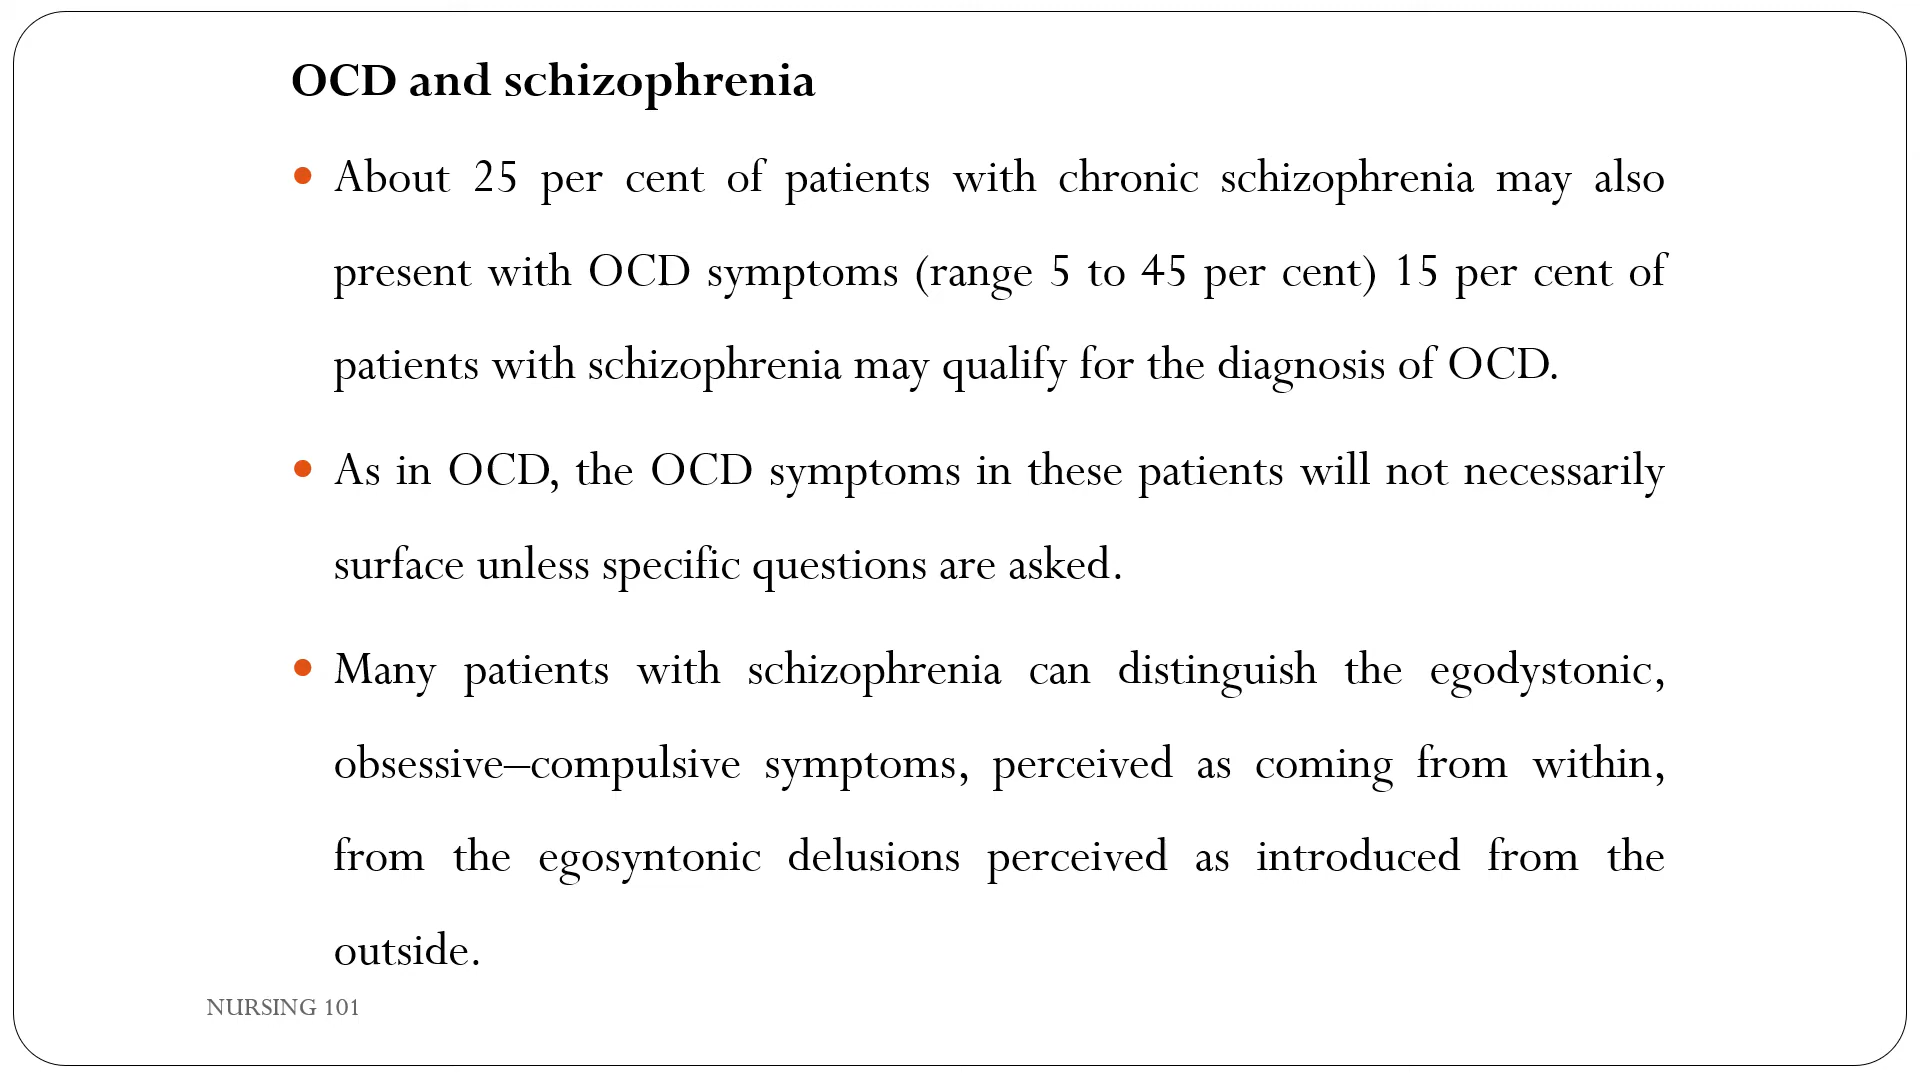 OCD and schizophrenia
• About 25 per cent of patients with chronic schizophrenia may also
present with OCD symptoms (range 5 to 45 per cent) 15 per cent of
patients with schizophrenia may qualify for the diagnosis of OCD.
• As in OCD, the OCD symptoms in these patients will not necessarily
surface unless specific questions are asked.
• Many patients with schizophrenia can distinguish the egodystonic,
obsessive–compulsive symptoms, perceived as coming from within,
from the egosyntonic delusions perceived as introduced from the
outside.
NURSING 101